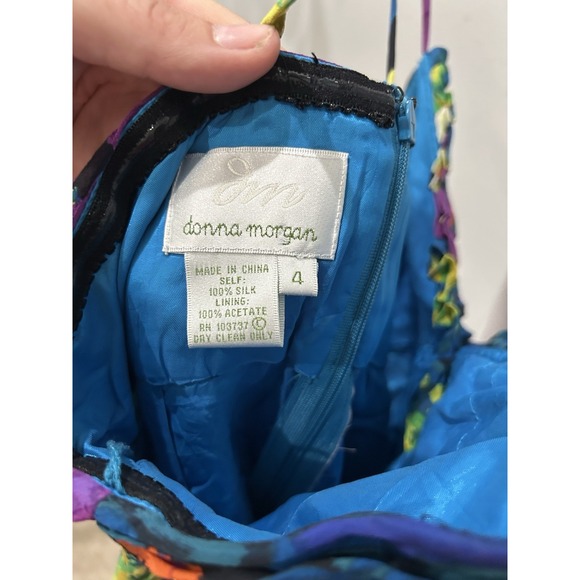 dm
donna morgan
MADE IN CHINA
SELF:
100% SILK
LINING:
100% ACETATE
RN 103737 ©
DRY CLEAN ONLY
4